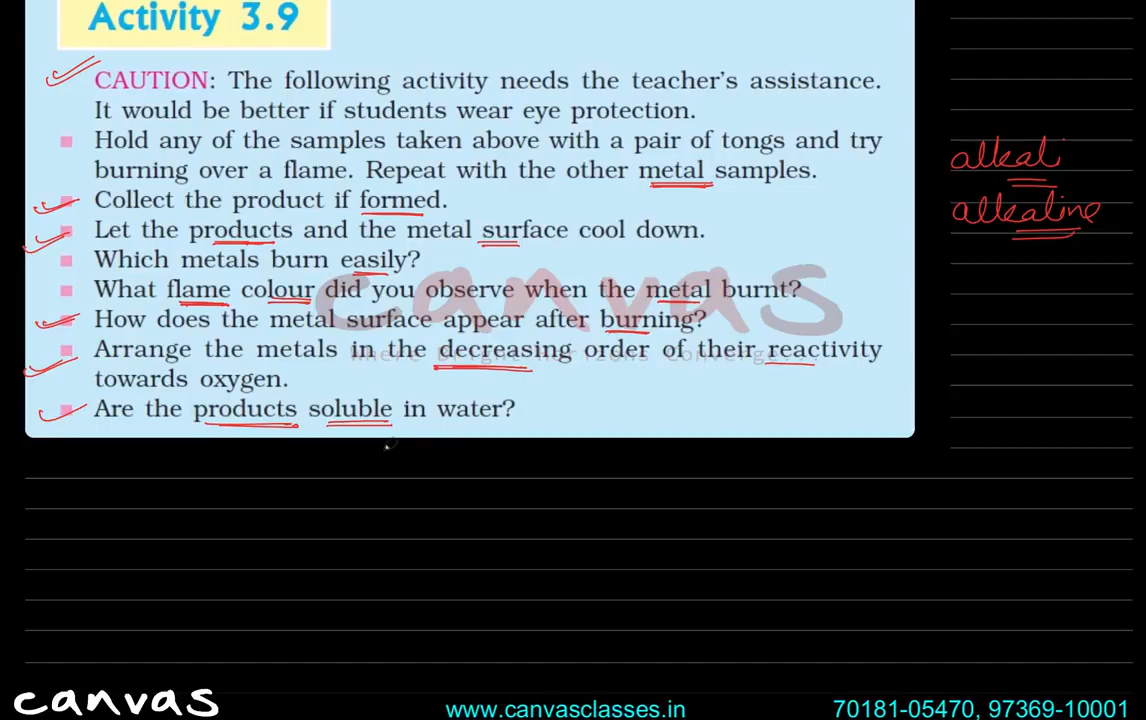 Activity 3.9
CAUTION: The following activity needs the teacher's assistance.
It would be better if students wear eye protection.
Hold any of the samples taken above with a pair of tongs and try
burning over a flame. Repeat with the other metal samples.
Collect the product if formed.
Let the products and the metal surface cool down.
Which metals burn easily?
What flame colour did you observe when the metal burnt?
How does the metal surface appear after burning?
Arrange the metals in the decreasing order of their reactivity
towards oxygen.
Are the products soluble in water?
alkali
alkaline
canvas
Where Bright Horizons Converge...
canvas
www.canvasclasses.in
70181-05470, 97369-10001